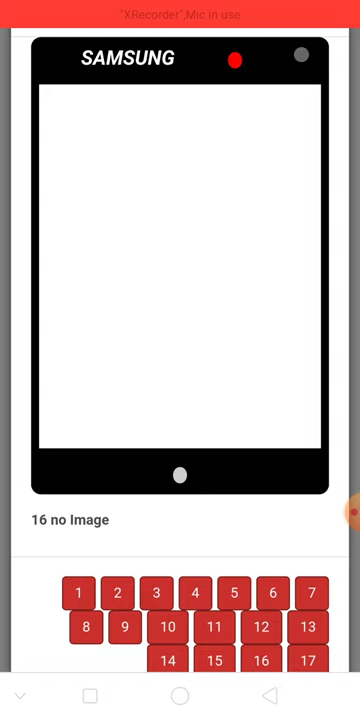 "XRecorder",Mic in use
SAMSUNG
16 no Image
1 2 3 4 5 6 7
8 9 10 11 12 13
14 15 16 17